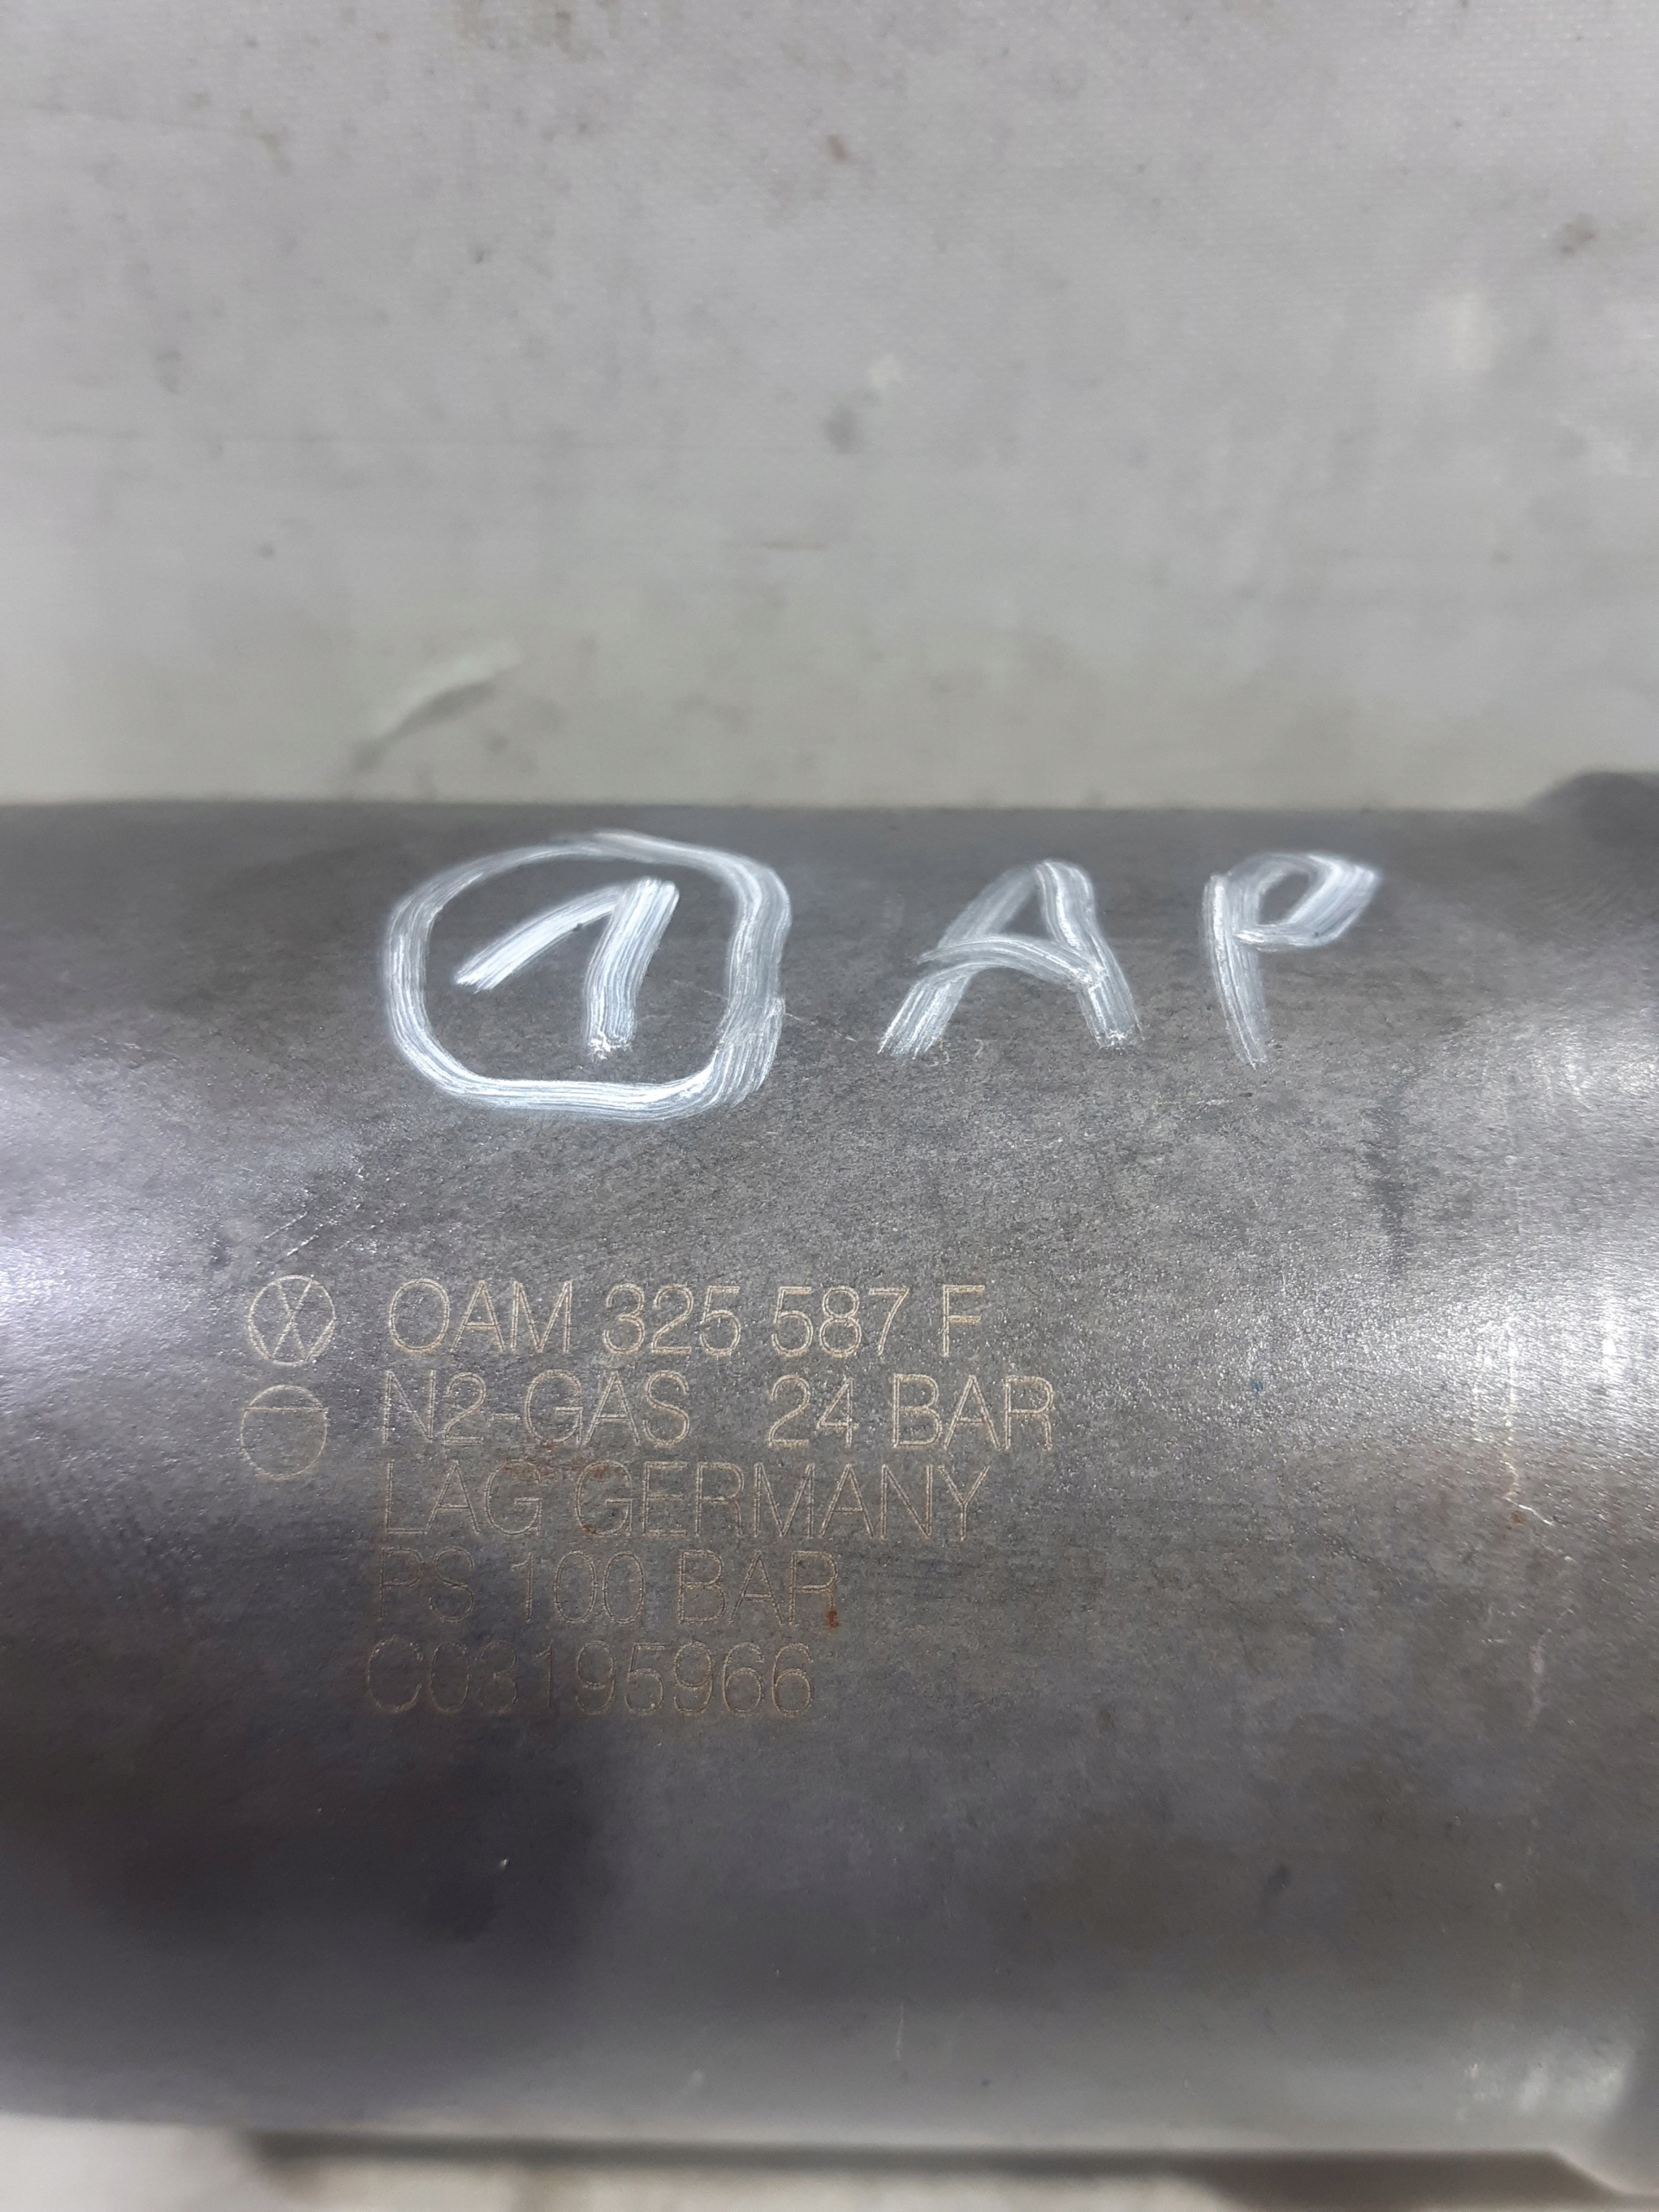 1 AP
0AM 325 587 F
N2-GAS 24 BAR
LAG GERMANY
PS 100 BAR
C03195966